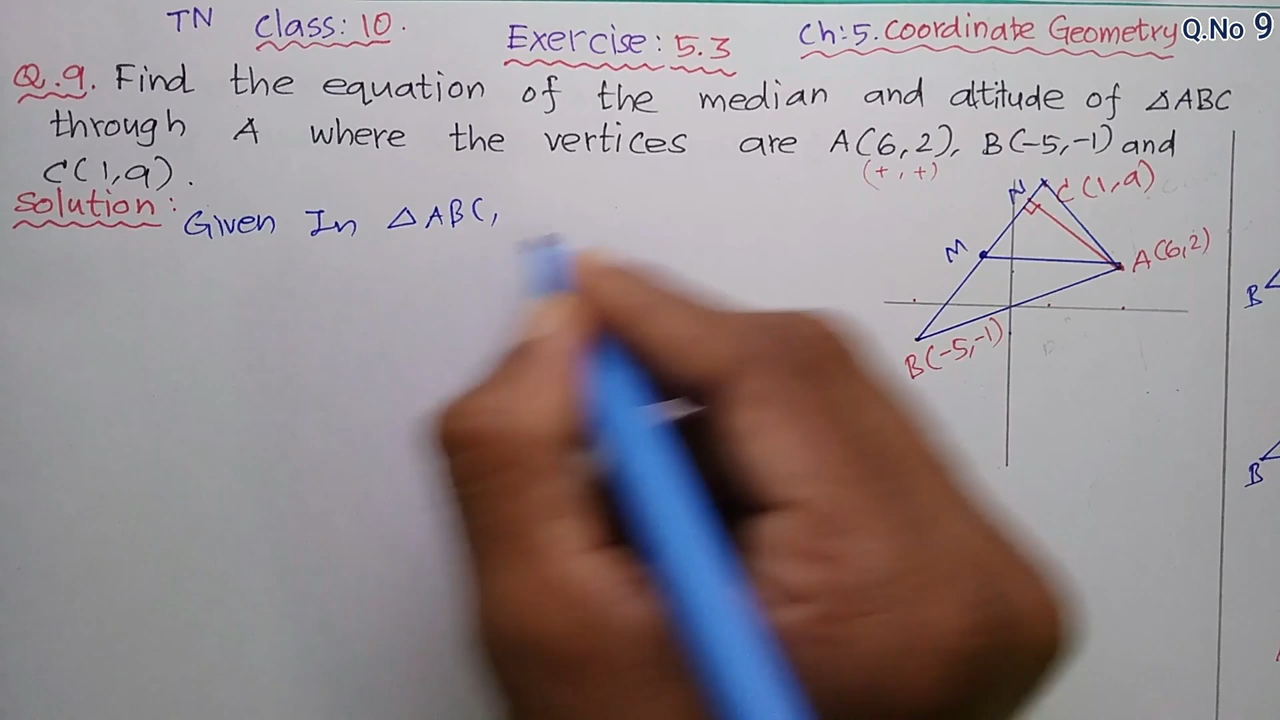 TN Class: 10. Exercise: 5.3 Ch:5. Coordinate Geometry Q.No 9
Q.9. Find the equation of the median and altitude of △ABC
through A where the vertices are A(6,2), B(-5,-1) and
C(1,9).
(+, +)
Solution: Given In △ABC,
N C(1,9)
M A(6,2)
B
B(-5,-1)
B